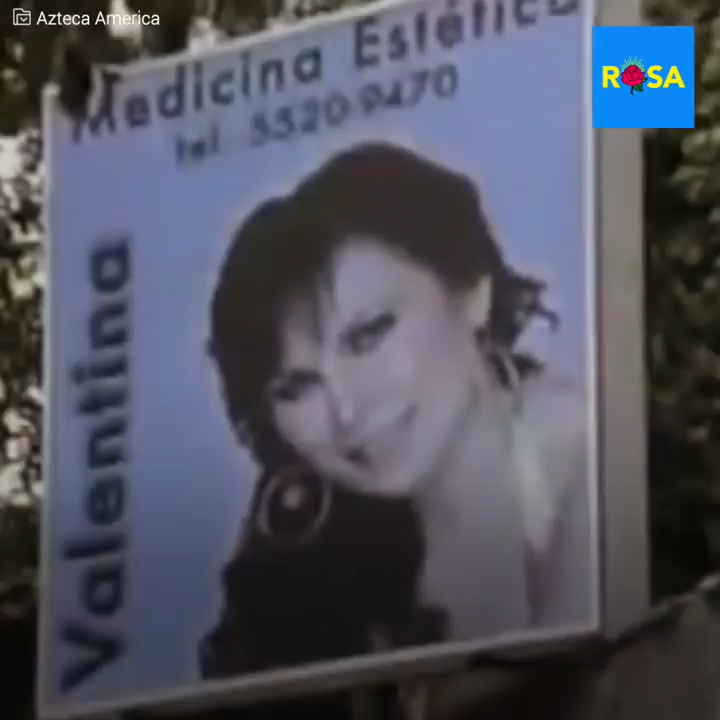 Azteca America
ROSA
Medicina Estética
tel. 5520-9470
Valentina